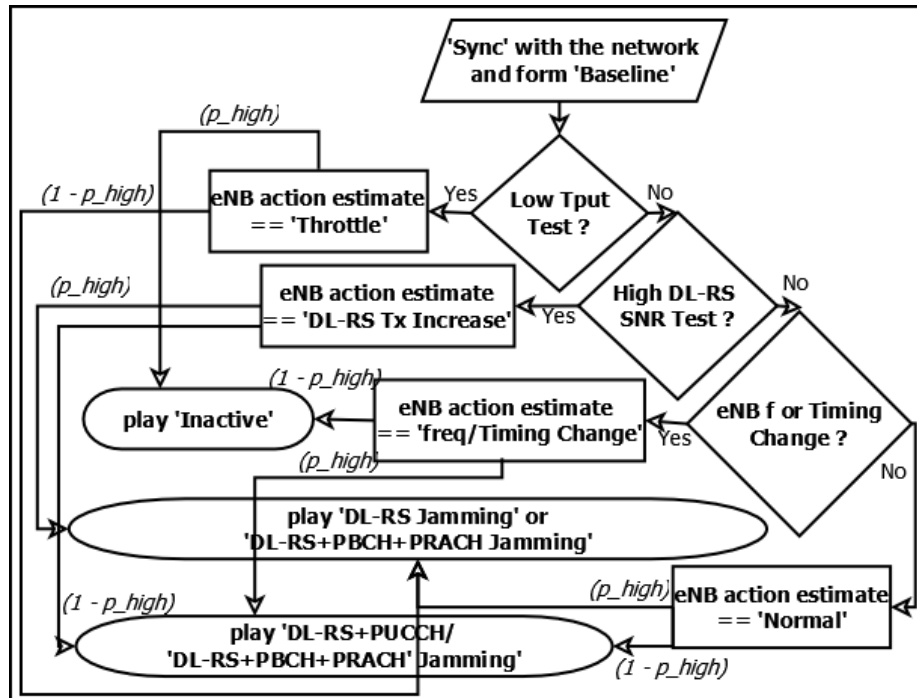 'Sync' with the network
and form 'Baseline'
(p_high)
(1 - p_high)
eNB action estimate
== 'Throttle'
Yes
Low Tput
Test ?
No
(p_high)
eNB action estimate
== 'DL-RS Tx Increase'
Yes
High DL-RS
SNR Test ?
No
(1 - p_high)
play 'Inactive'
eNB action estimate
== 'freq/Timing Change'
Yes
eNB f or Timing
Change ?
No
(p_high)
play 'DL-RS Jamming' or
'DL-RS+PBCH+PRACH Jamming'
(p_high)
eNB action estimate
== 'Normal'
(1 - p_high)
play 'DL-RS+PUCCH/
'DL-RS+PBCH+PRACH' Jamming'
(1 - p_high)